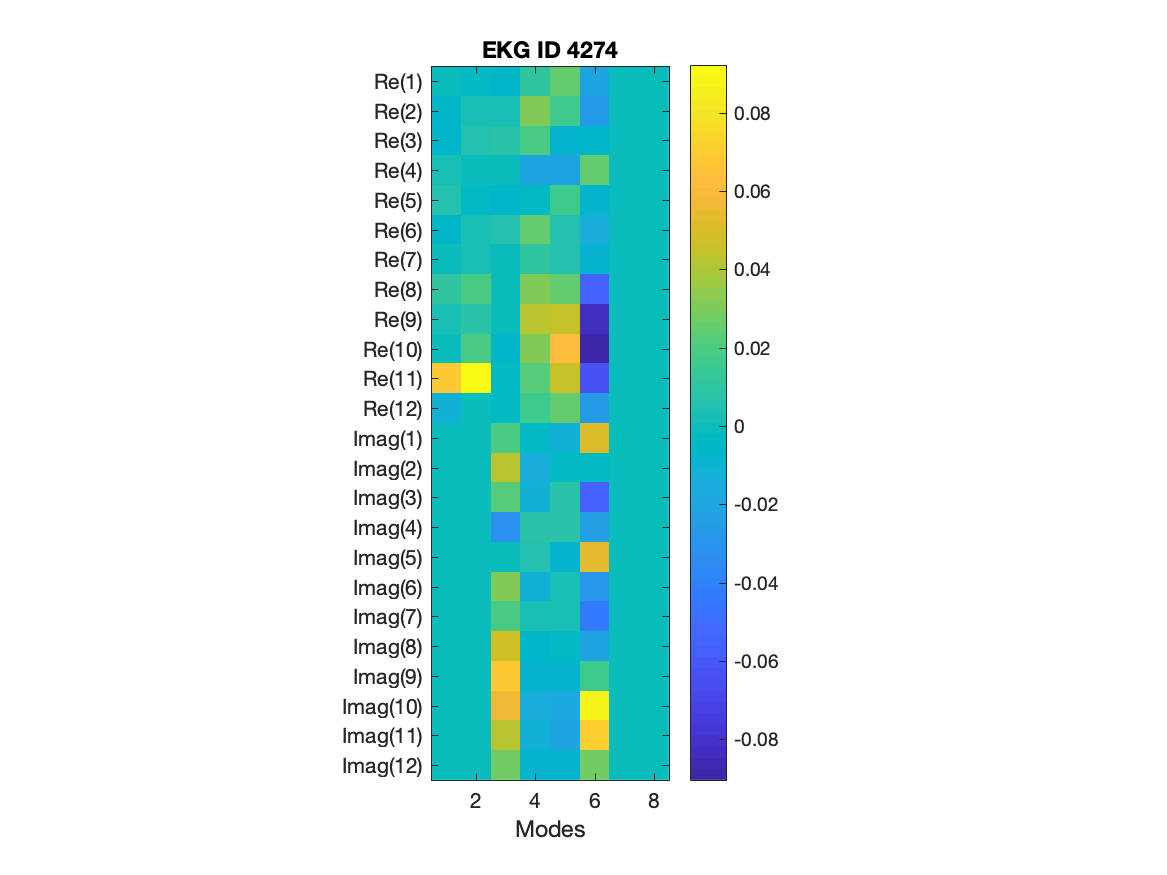 EKG ID 4274
Re(1)
Re(2)
Re(3)
Re(4)
Re(5)
Re(6)
Re(7)
Re(8)
Re(9)
Re(10)
Re(11)
Re(12)
Imag(1)
Imag(2)
Imag(3)
Imag(4)
Imag(5)
Imag(6)
Imag(7)
Imag(8)
Imag(9)
Imag(10)
Imag(11)
Imag(12)
2 4 6 8
Modes
0.08
0.06
0.04
0.02
0
-0.02
-0.04
-0.06
-0.08